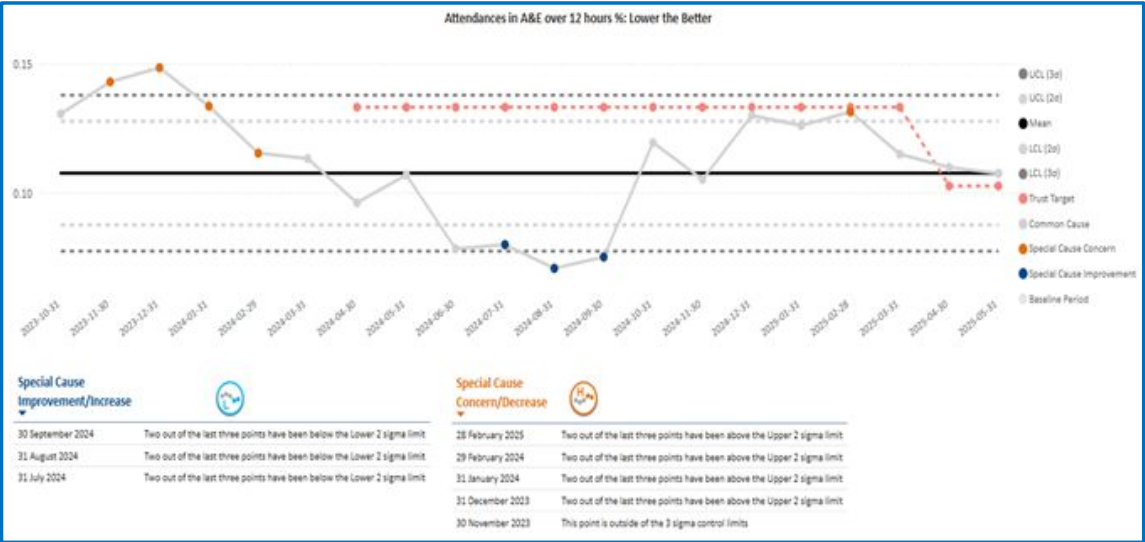 Attendances in A&E over 12 hours %: Lower the Better
0.15
0.10
UCL (3σ)
UCL (2σ)
Mean
LCL (2σ)
LCL (3σ)
Trust Target
Common Cause
Special Cause Concern
Special Cause Improvement
Baseline Period
2023-10-31
2023-11-30
2023-12-31
2024-01-31
2024-02-29
2024-03-31
2024-04-30
2024-05-31
2024-06-30
2024-07-31
2024-08-31
2024-09-30
2024-10-31
2024-11-30
2024-12-31
2025-01-31
2025-02-28
2025-03-31
2025-04-30
2025-05-31
Special Cause
Improvement/Increase
L
30 September 2024 Two out of the last three points have been below the Lower 2 sigma limit
31 August 2024 Two out of the last three points have been below the Lower 2 sigma limit
31 July 2024 Two out of the last three points have been below the Lower 2 sigma limit
Special Cause
Concern/Decrease
H
28 February 2025 Two out of the last three points have been above the Upper 2 sigma limit
29 February 2024 Two out of the last three points have been above the Upper 2 sigma limit
31 January 2024 Two out of the last three points have been above the Upper 2 sigma limit
31 December 2023 Two out of the last three points have been above the Upper 2 sigma limit
30 November 2023 This point is outside of the 3 sigma control limits